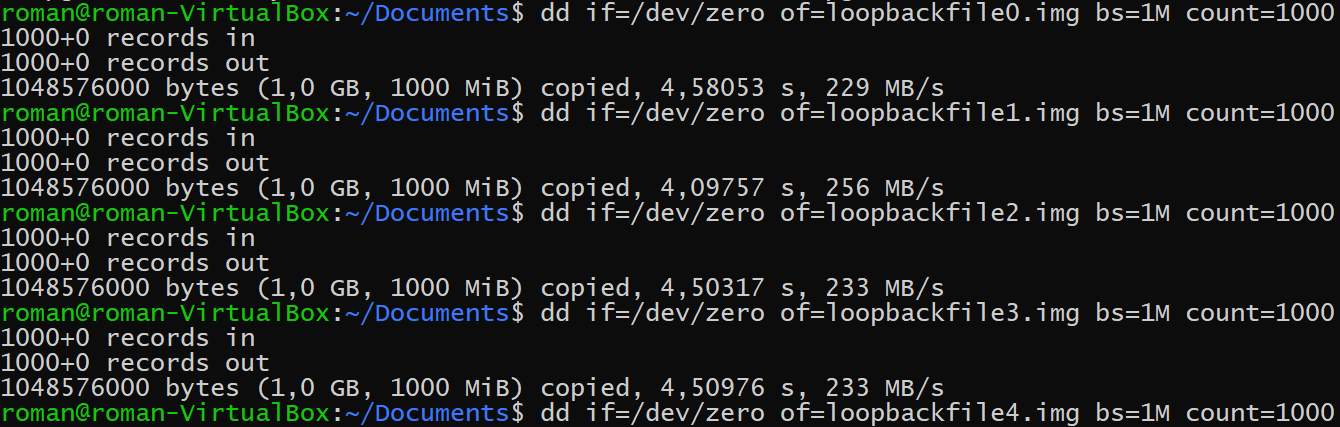 roman@roman-VirtualBox:~/Documents$ dd if=/dev/zero of=loopbackfile0.img bs=1M count=1000
1000+0 records in
1000+0 records out
1048576000 bytes (1,0 GB, 1000 MiB) copied, 4,58053 s, 229 MB/s
roman@roman-VirtualBox:~/Documents$ dd if=/dev/zero of=loopbackfile1.img bs=1M count=1000
1000+0 records in
1000+0 records out
1048576000 bytes (1,0 GB, 1000 MiB) copied, 4,09757 s, 256 MB/s
roman@roman-VirtualBox:~/Documents$ dd if=/dev/zero of=loopbackfile2.img bs=1M count=1000
1000+0 records in
1000+0 records out
1048576000 bytes (1,0 GB, 1000 MiB) copied, 4,50317 s, 233 MB/s
roman@roman-VirtualBox:~/Documents$ dd if=/dev/zero of=loopbackfile3.img bs=1M count=1000
1000+0 records in
1000+0 records out
1048576000 bytes (1,0 GB, 1000 MiB) copied, 4,50976 s, 233 MB/s
roman@roman-VirtualBox:~/Documents$ dd if=/dev/zero of=loopbackfile4.img bs=1M count=1000